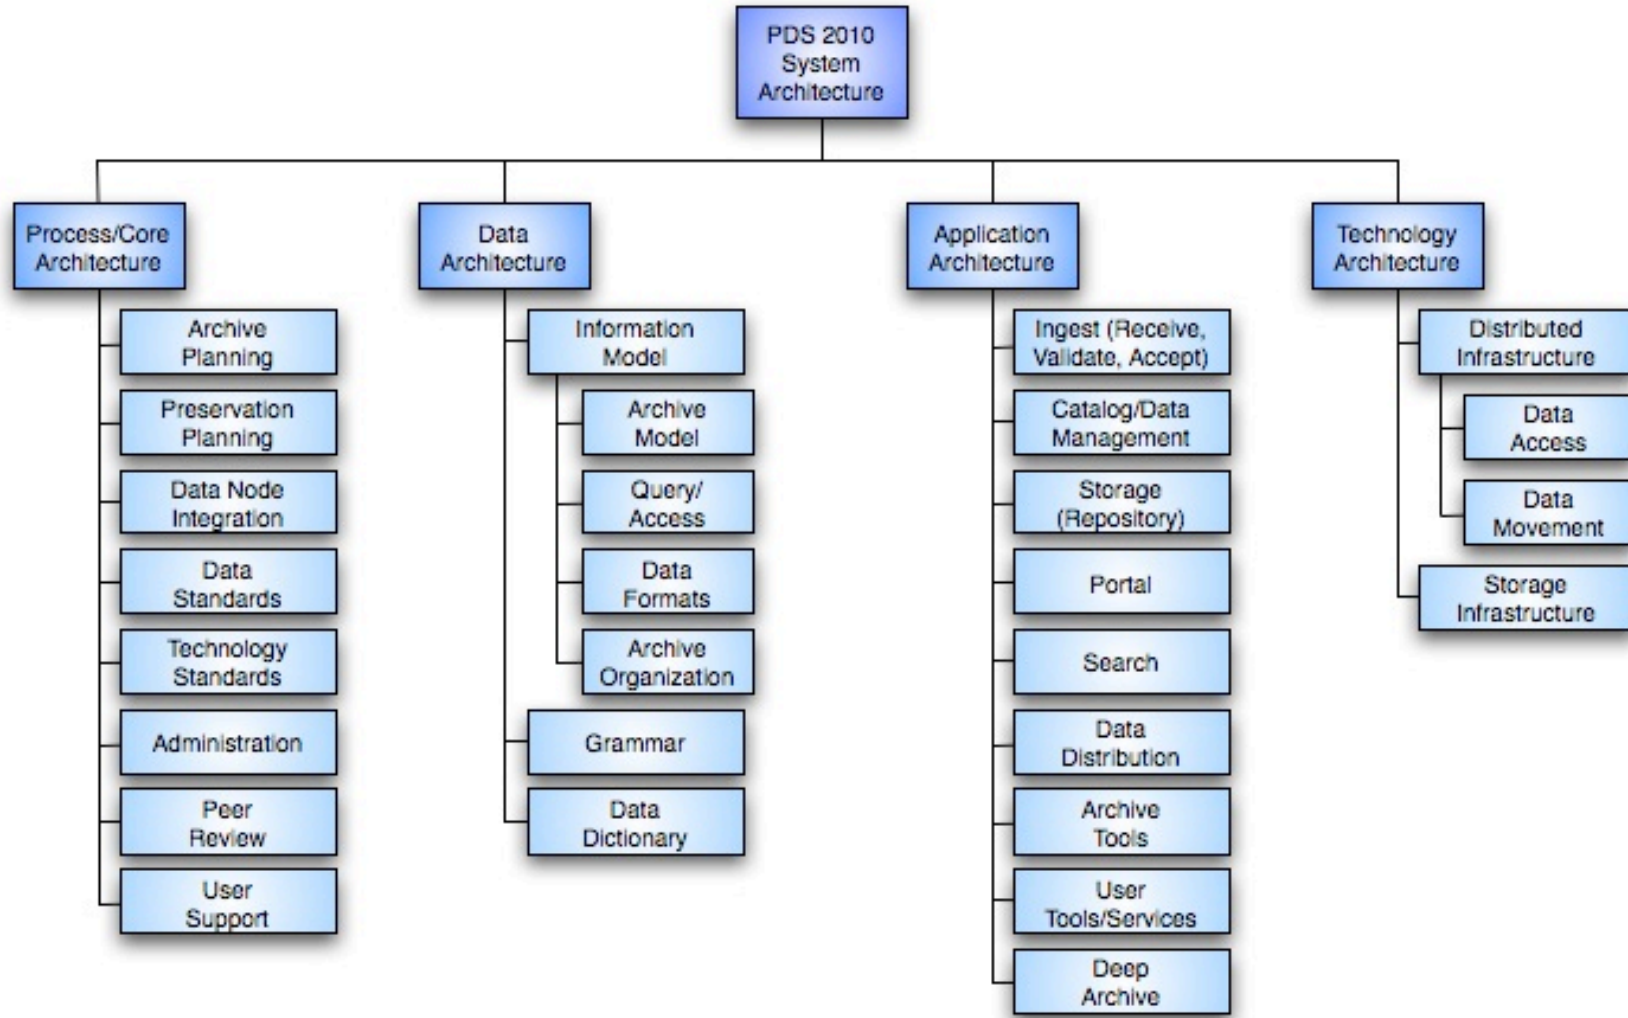 PDS 2010
System
Architecture
Process/Core
Architecture
Archive
Planning
Preservation
Planning
Data Node
Integration
Data
Standards
Technology
Standards
Administration
Peer
Review
User
Support
Data
Architecture
Information
Model
Archive
Model
Query/
Access
Data
Formats
Archive
Organization
Grammar
Data
Dictionary
Application
Architecture
Ingest (Receive,
Validate, Accept)
Catalog/Data
Management
Storage
(Repository)
Portal
Search
Data
Distribution
Archive
Tools
User
Tools/Services
Deep
Archive
Technology
Architecture
Distributed
Infrastructure
Data
Access
Data
Movement
Storage
Infrastructure